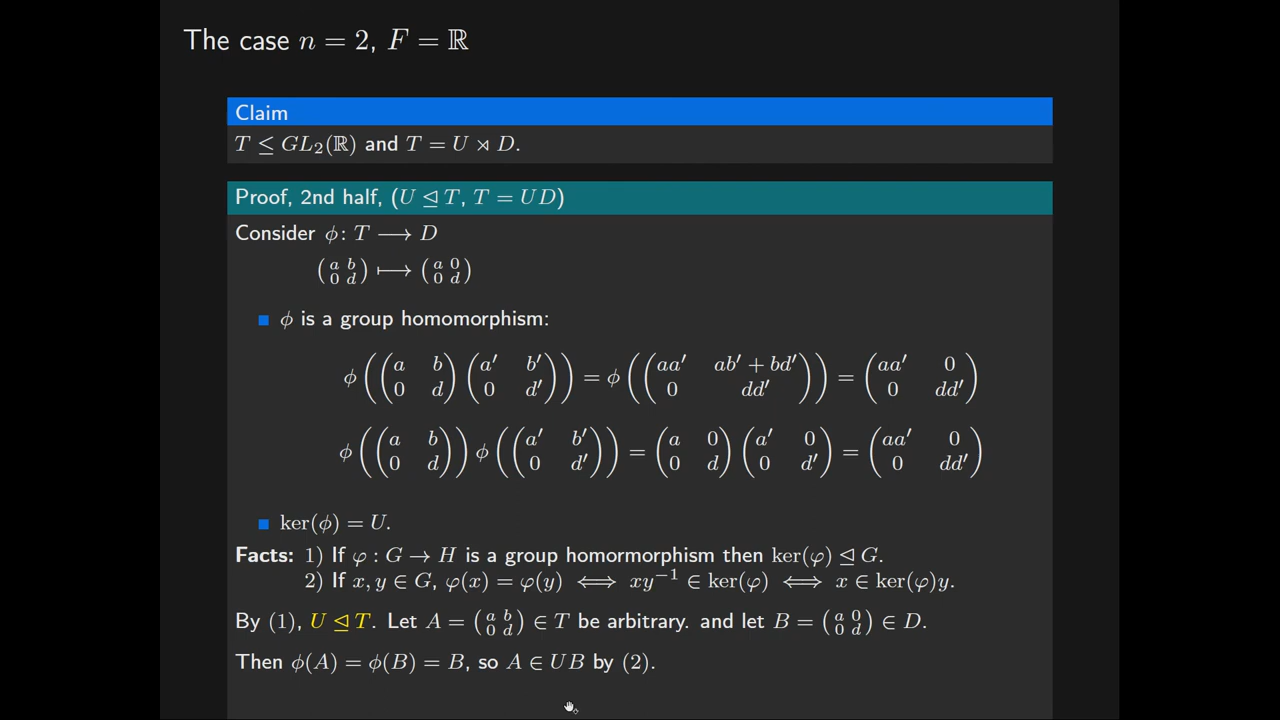 The case n = 2, F = ℝ
Claim
T ≤ GL₂(ℝ) and T = U ⋊ D.
Proof, 2nd half, (U ⊴ T, T = UD)
Consider ϕ: T ⟶ D
(a b; 0 d) ⟼ (a 0; 0 d)
■ ϕ is a group homomorphism:
ϕ((a b; 0 d)(a′ b′; 0 d′)) = ϕ((aa′ ab′ + bd′; 0 dd′)) = (aa′ 0; 0 dd′)
ϕ((a b; 0 d)) ϕ((a′ b′; 0 d′)) = (a 0; 0 d)(a′ 0; 0 d′) = (aa′ 0; 0 dd′)
■ ker(ϕ) = U.
Facts: 1) If φ : G → H is a group homormorphism then ker(φ) ⊴ G.
2) If x, y ∈ G, φ(x) = φ(y) ⟺ xy⁻¹ ∈ ker(φ) ⟺ x ∈ ker(φ)y.
By (1), U ⊴ T. Let A = (a b; 0 d) ∈ T be arbitrary. and let B = (a 0; 0 d) ∈ D.
Then ϕ(A) = ϕ(B) = B, so A ∈ UB by (2).